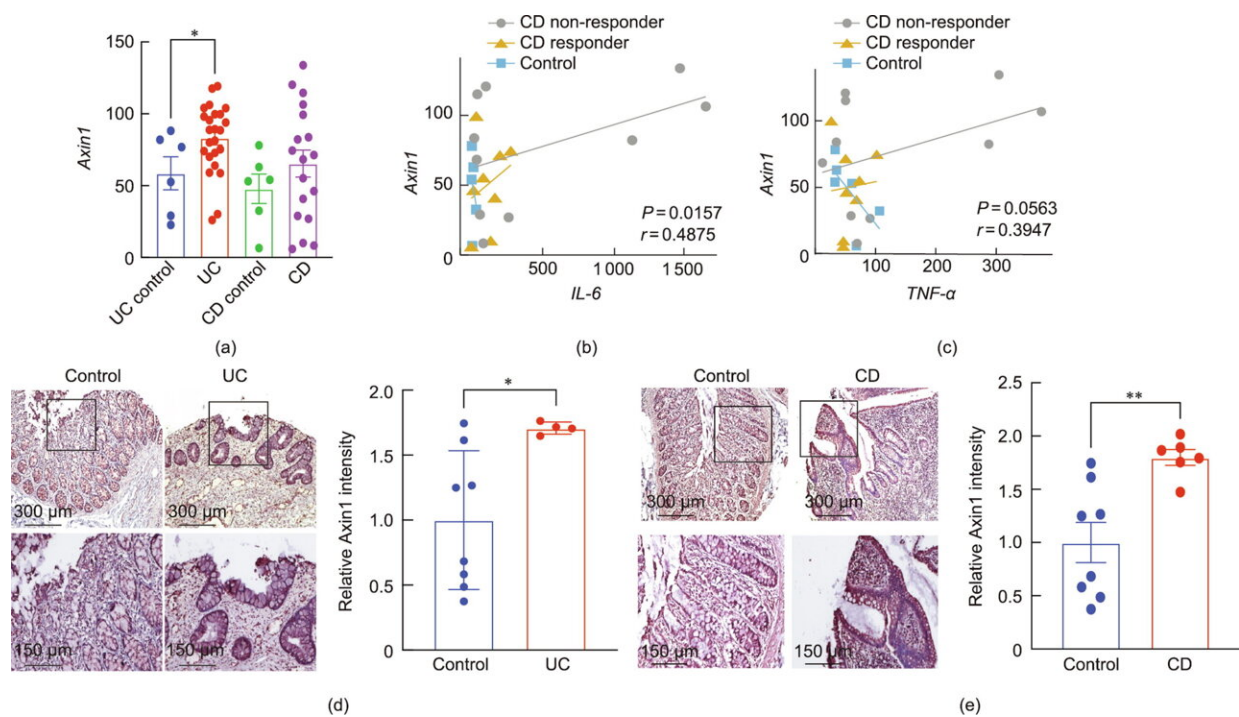 *
150
100
50
0
Axin1
UC control
UC
CD control
CD
(a)
CD non-responder
CD responder
Control
100
50
0
Axin1
P = 0.0157
r = 0.4875
500
1 000
1 500
IL-6
(b)
CD non-responder
CD responder
Control
100
50
0
Axin1
P = 0.0563
r = 0.3947
100
200
300
TNF-α
(c)
Control
UC
300 μm
300 μm
150 μm
150 μm
*
2.0
1.5
1.0
0.5
0
Relative Axin1 intensity
Control
UC
(d)
Control
CD
300 μm
300 μm
150 μm
150 μm
**
2.5
2.0
1.5
1.0
0.5
0
Relative Axin1 intensity
Control
CD
(e)